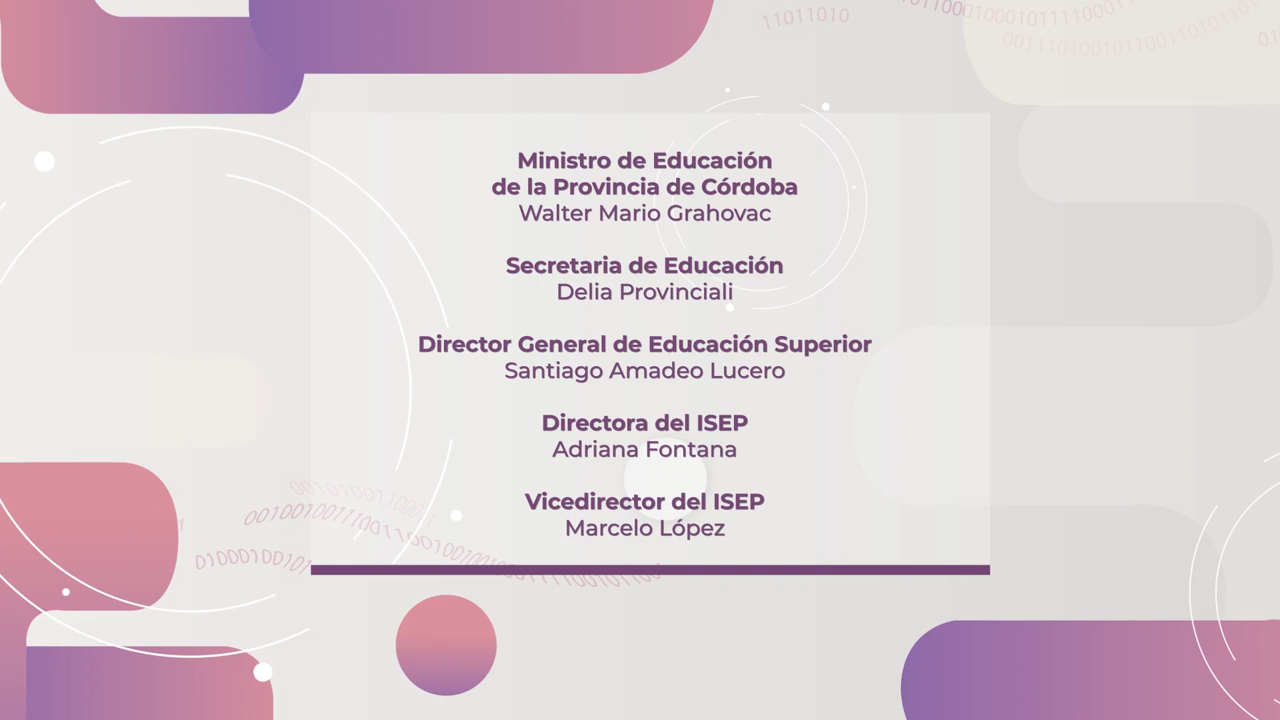 11011010
Ministro de Educación
de la Provincia de Córdoba
Walter Mario Grahovac
Secretaria de Educación
Delia Provinciali
Director General de Educación Superior
Santiago Amadeo Lucero
Directora del ISEP
Adriana Fontana
Vicedirector del ISEP
Marcelo López